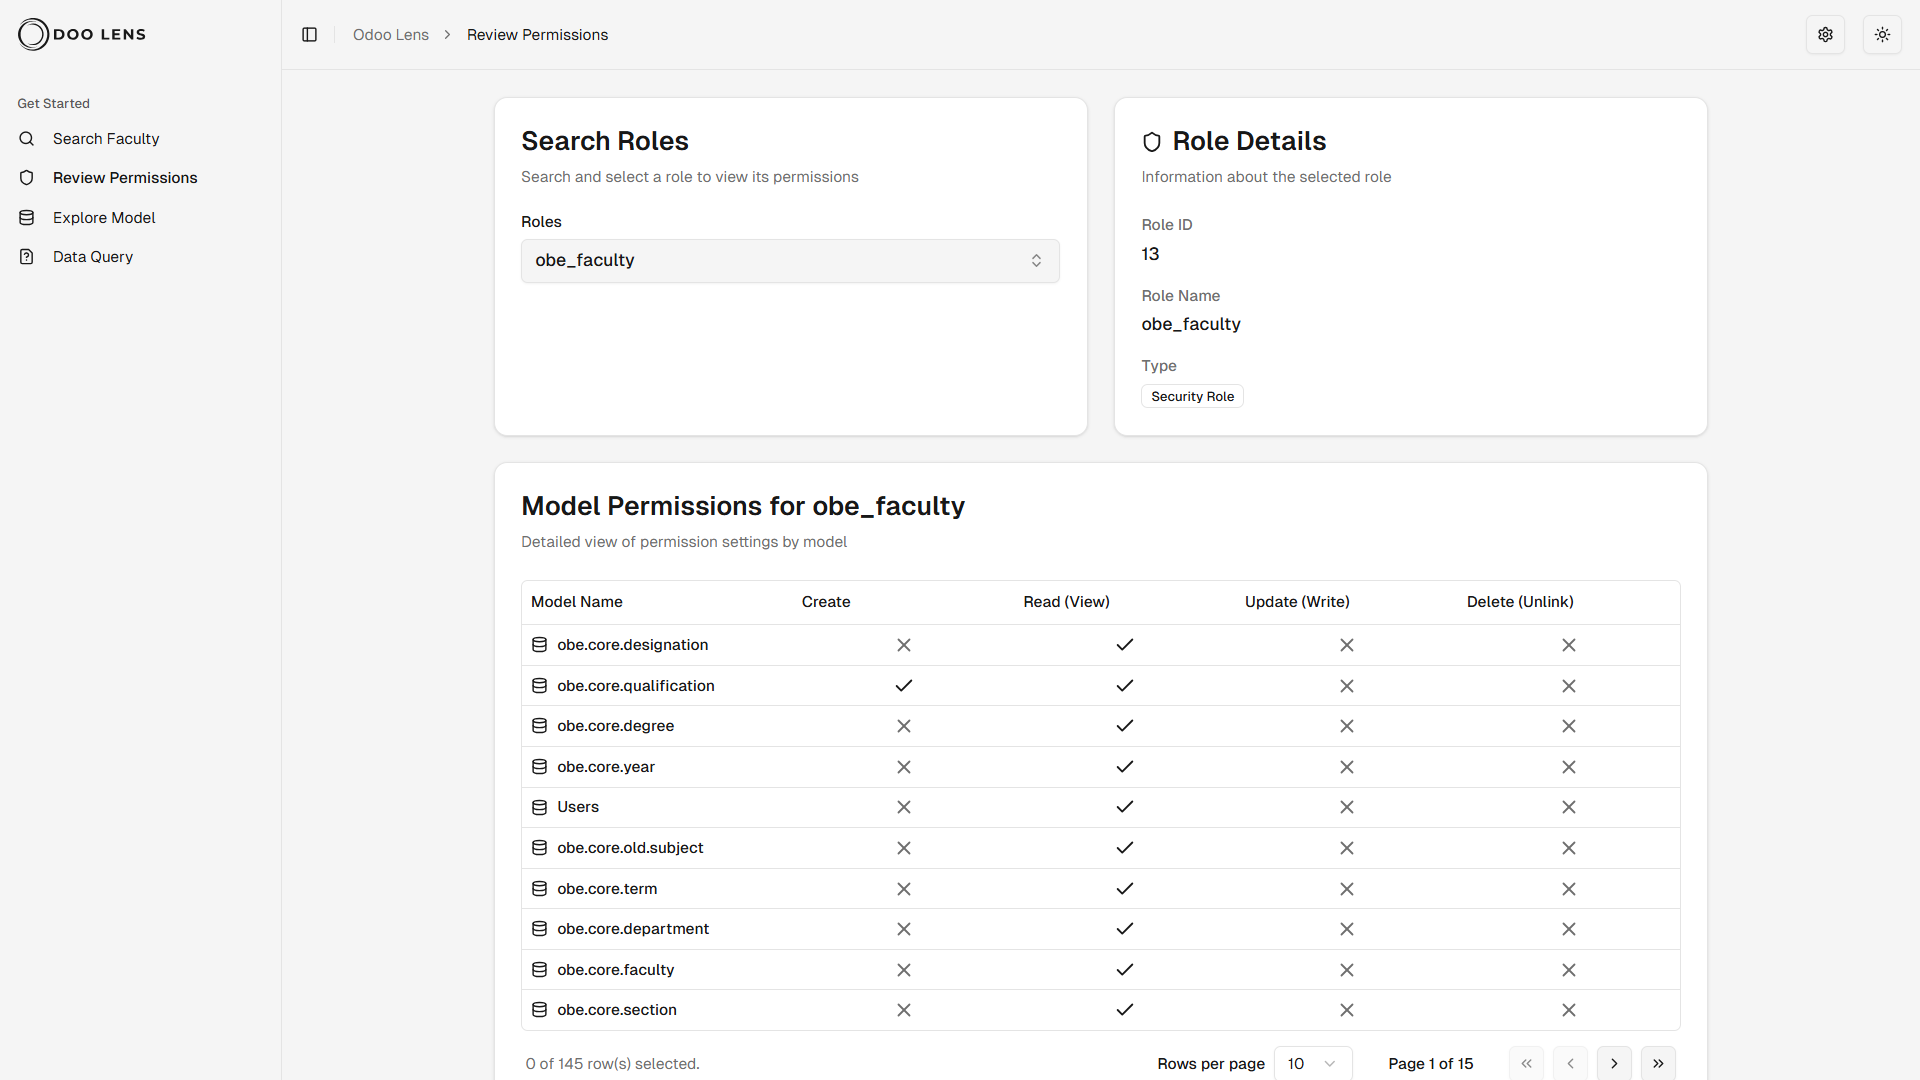 DOO LENS
Get Started
Search Faculty
Review Permissions
Explore Model
Data Query
Odoo Lens > Review Permissions
Search Roles
Search and select a role to view its permissions
Roles
obe_faculty
Role Details
Information about the selected role
Role ID
13
Role Name
obe_faculty
Type
Security Role
Model Permissions for obe_faculty
Detailed view of permission settings by model
Model Name Create Read (View) Update (Write) Delete (Unlink)
obe.core.designation
obe.core.qualification
obe.core.degree
obe.core.year
Users
obe.core.old.subject
obe.core.term
obe.core.department
obe.core.faculty
obe.core.section
0 of 145 row(s) selected. Rows per page 10 Page 1 of 15